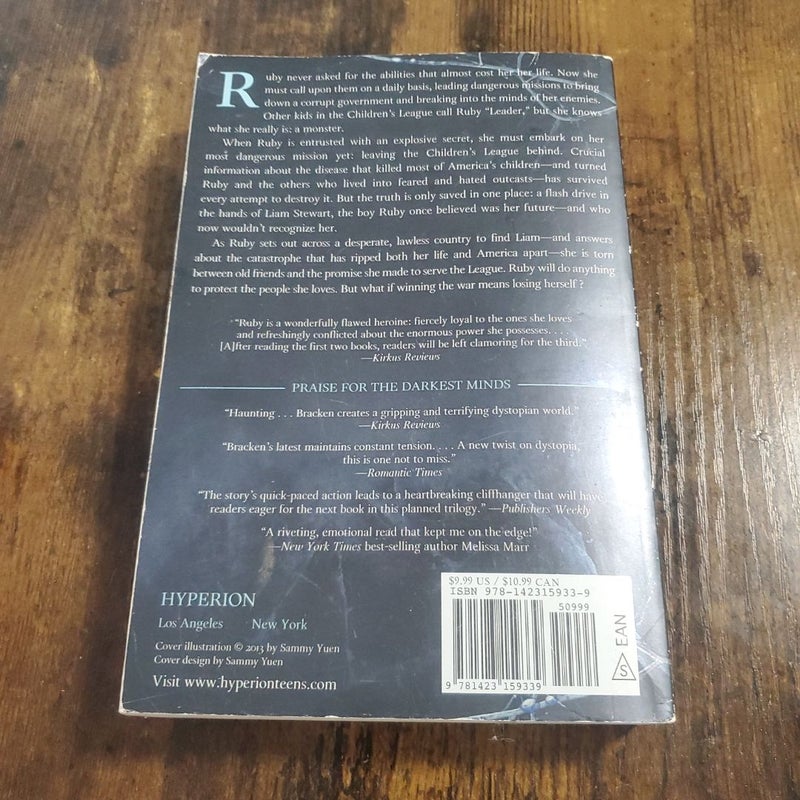 Ruby never asked for the abilities that almost cost her her life. Now she
must call upon them on a daily basis, leading dangerous missions to bring
down a corrupt government and breaking into the minds of her enemies.
Other kids in the Children's League call Ruby "Leader," but she knows
what she really is: a monster.
When Ruby is entrusted with an explosive secret, she must embark on her
most dangerous mission yet: leaving the Children's League behind. Crucial
information about the disease that killed most of America's children—and turned
Ruby and the others who lived into feared and hated outcasts—has survived
every attempt to destroy it. But the truth is only saved in one place: a flash drive in
the hands of Liam Stewart, the boy Ruby once believed was her future—and who
now wouldn't recognize her.
As Ruby sets out across a desperate, lawless country to find Liam—and answers
about the catastrophe that has ripped both her life and America apart—she is torn
between old friends and the promise she made to serve the League. Ruby will do anything
to protect the people she loves. But what if winning the war means losing herself?
"Ruby is a wonderfully flawed heroine: fiercely loyal to the ones she loves
and refreshingly conflicted about the enormous power she possesses. . . .
[A]fter reading the first two books, readers will be left clamoring for the third."
—Kirkus Reviews
PRAISE FOR THE DARKEST MINDS
"Haunting . . . Bracken creates a gripping and terrifying dystopian world."
—Kirkus Reviews
"Bracken's latest maintains constant tension. . . . A new twist on dystopia,
this is one not to miss."
—Romantic Times
"The story's quick-paced action leads to a heartbreaking cliffhanger that will have
readers eager for the next book in this planned trilogy." —Publishers Weekly
"A riveting, emotional read that kept me on the edge!"
—New York Times best-selling author Melissa Marr
HYPERION
Los Angeles New York
Cover illustration © 2013 by Sammy Yuen
Cover design by Sammy Yuen
Visit www.hyperionteens.com
$9.99 US / $10.99 CAN
ISBN 978-142315933-9
50999
9 781423 159339
S EAN